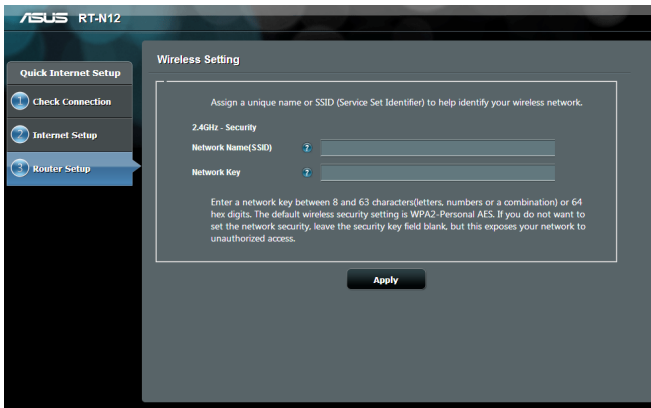 ASUS RT-N12
Quick Internet Setup
1 Check Connection
2 Internet Setup
3 Router Setup
Wireless Setting
Assign a unique name or SSID (Service Set Identifier) to help identify your wireless network.
2.4GHz - Security
Network Name(SSID) ?
Network Key ?
Enter a network key between 8 and 63 characters(letters, numbers or a combination) or 64
hex digits. The default wireless security setting is WPA2-Personal AES. If you do not want to
set the network security, leave the security key field blank, but this exposes your network to
unauthorized access.
Apply